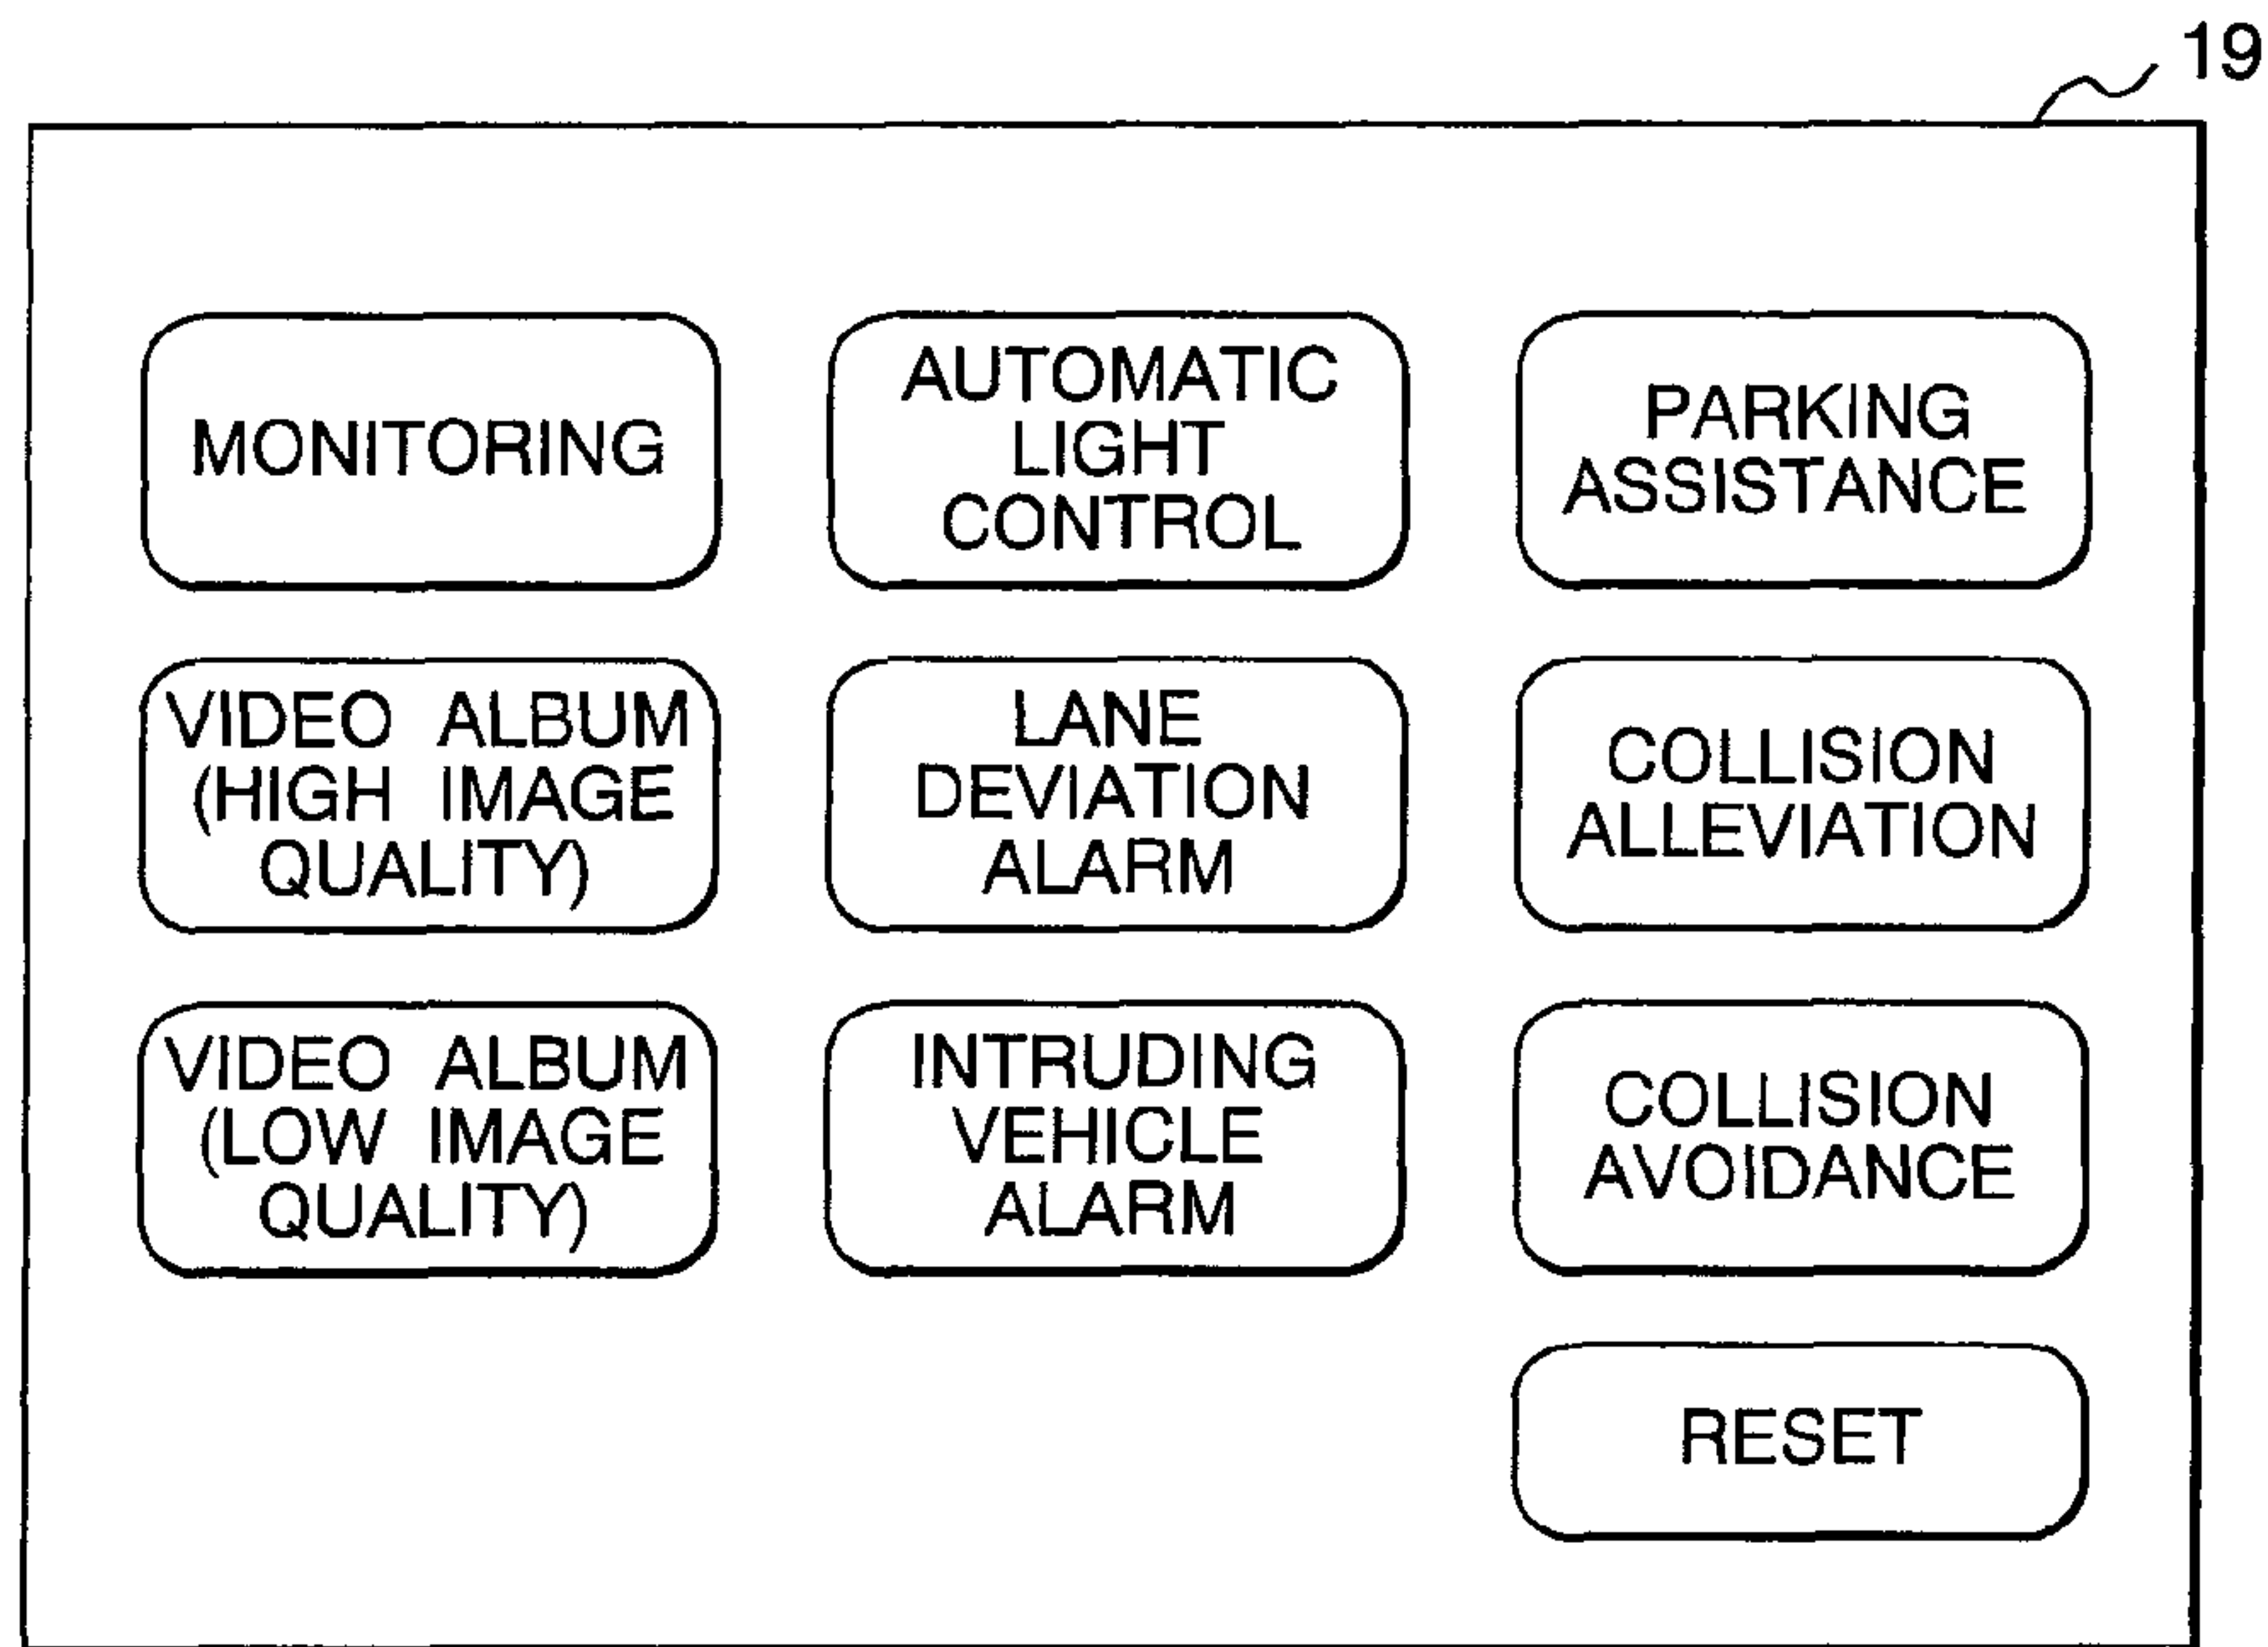 19
MONITORING
AUTOMATIC
LIGHT
CONTROL
PARKING
ASSISTANCE
VIDEO ALBUM
(HIGH IMAGE
QUALITY)
LANE
DEVIATION
ALARM
COLLISION
ALLEVIATION
VIDEO ALBUM
(LOW IMAGE
QUALITY)
INTRUDING
VEHICLE
ALARM
COLLISION
AVOIDANCE
RESET